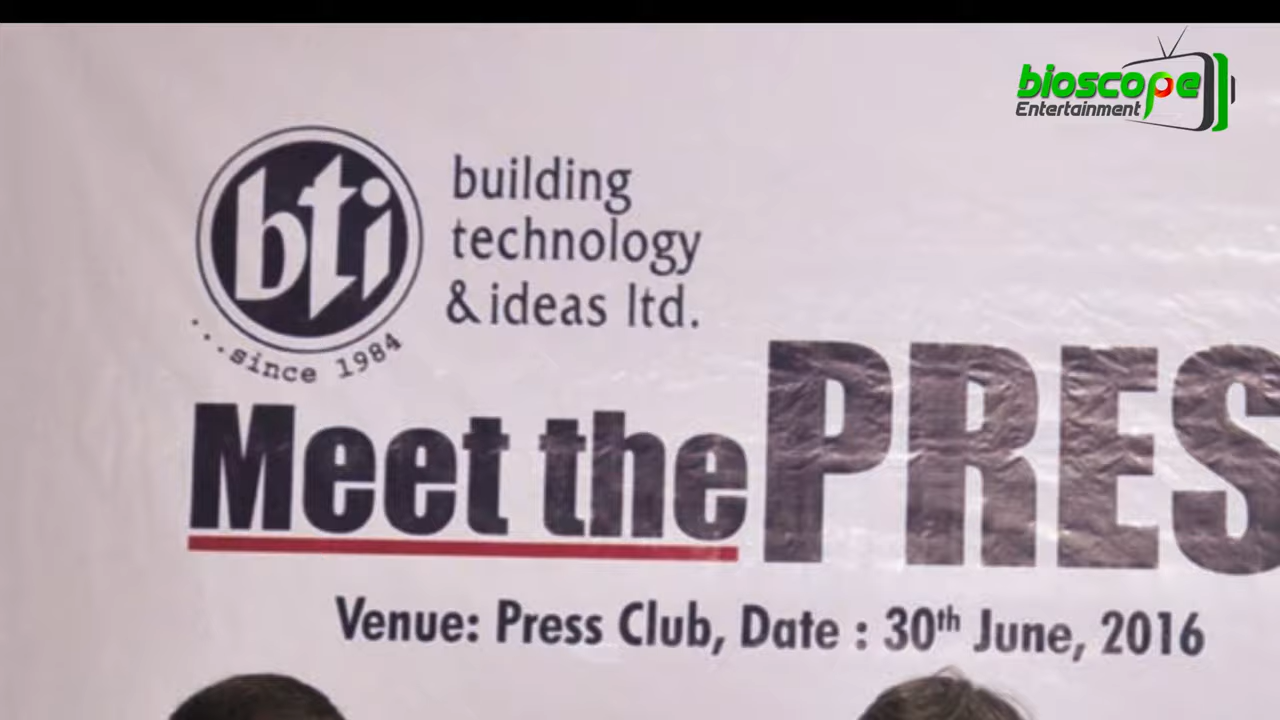 bioscope
Entertainment
bti
building
technology
& ideas ltd.
...since 1984
Meet the PRES
Venue: Press Club, Date : 30th June, 2016